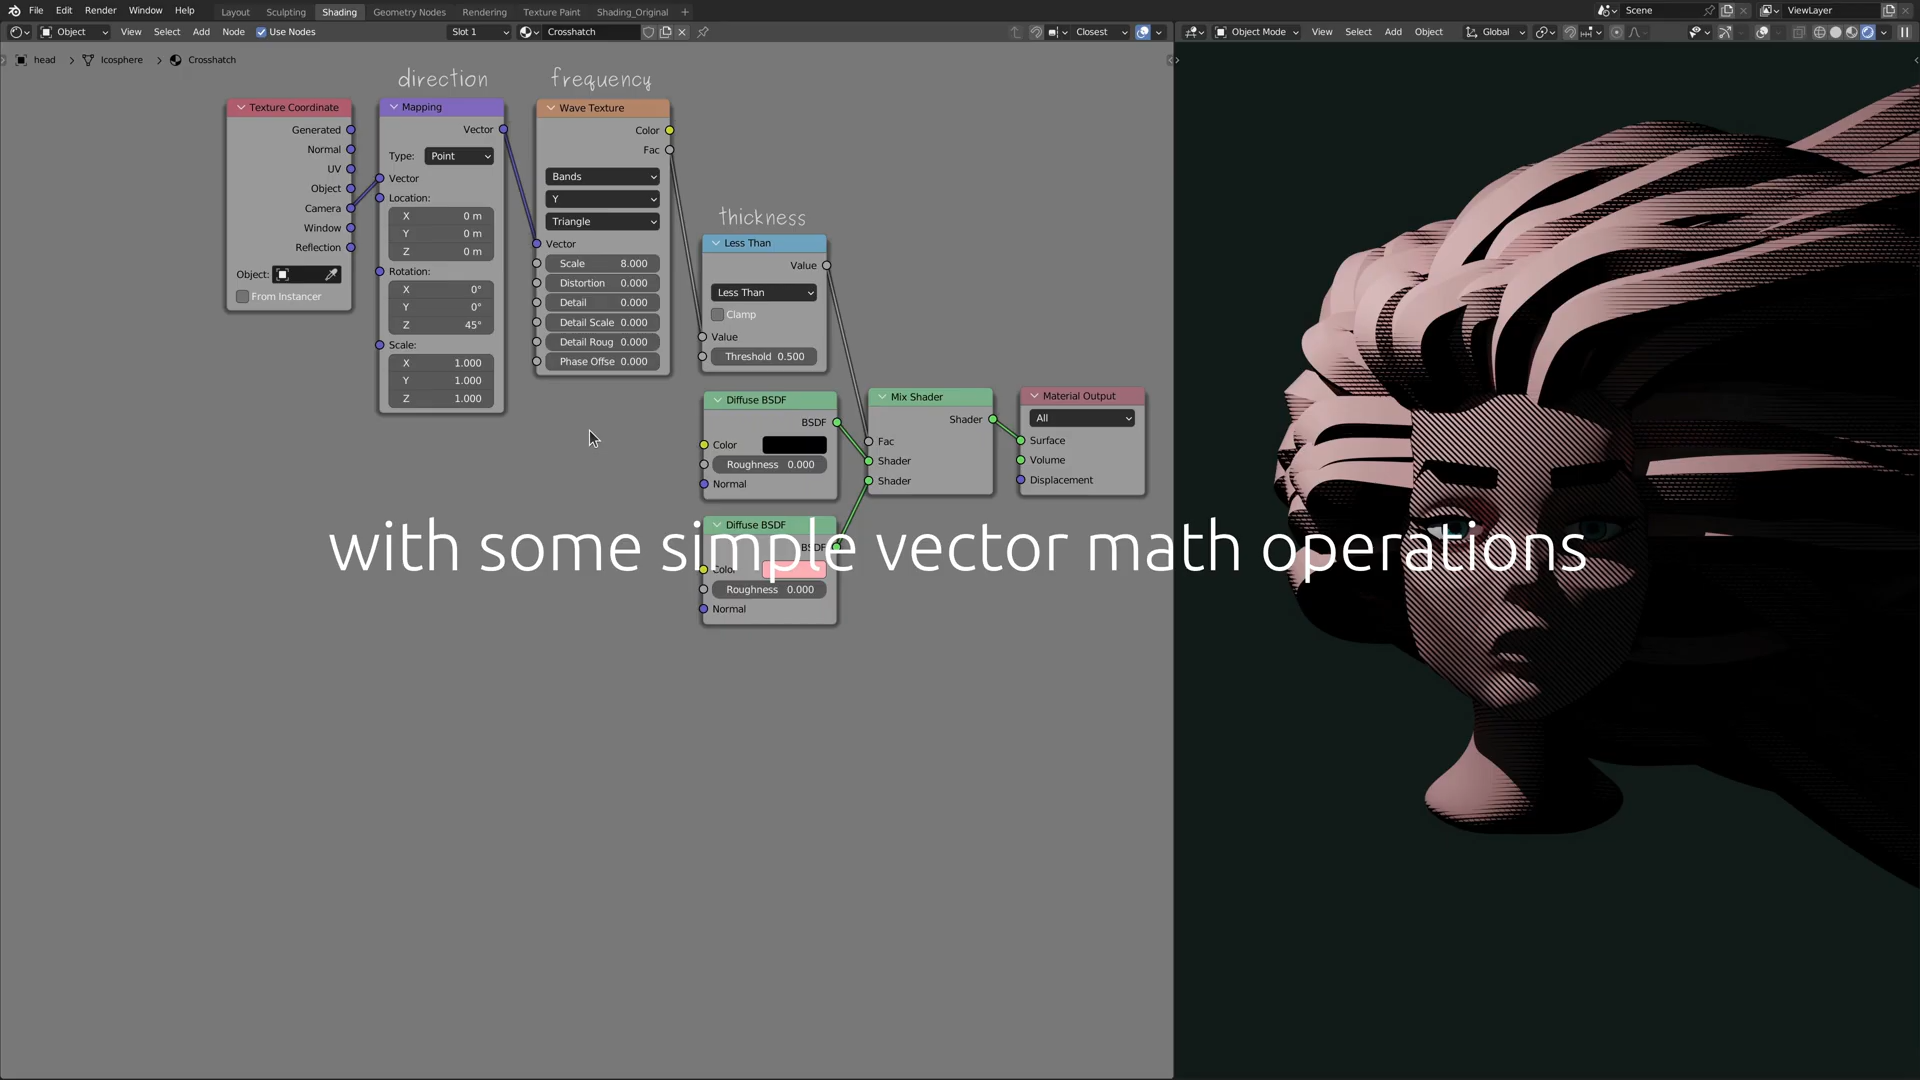 File Edit Render Window Help Layout Sculpting Shading Geometry Nodes Rendering Texture Paint Shading_Original + Scene ViewLayer
Object View Select Add Node Use Nodes Slot 1 Crosshatch Closest Object Mode View Select Add Object Global
head > Icosphere > Crosshatch
direction
frequency
Texture Coordinate
Generated
Normal
UV
Object
Camera
Window
Reflection
Object:
From Instancer
Mapping
Vector
Type: Point
Vector
Location:
X 0 m
Y 0 m
Z 0 m
Rotation:
X 0°
Y 0°
Z 45°
Scale:
X 1.000
Y 1.000
Z 1.000
Wave Texture
Color
Fac
Bands
Y
Triangle
Vector
Scale 8.000
Distortion 0.000
Detail 0.000
Detail Scale 0.000
Detail Roug 0.000
Phase Offse 0.000
thickness
Less Than
Value
Less Than
Clamp
Value
Threshold 0.500
Diffuse BSDF
BSDF
Color
Roughness 0.000
Normal
Mix Shader
Shader
Fac
Shader
Shader
Material Output
All
Surface
Volume
Displacement
Diffuse BSDF
BSDF
Color
Roughness 0.000
Normal
with some simple vector math operations